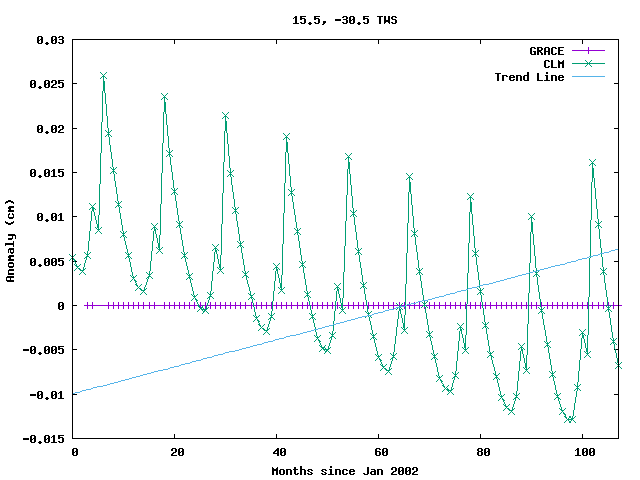 15.5, -30.5 TWS
GRACE
CLM
Trend Line
0.03
0.025
0.02
0.015
0.01
0.005
0
-0.005
-0.01
-0.015
Anomaly (cm)
0 20 40 60 80 100
Months since Jan 2002